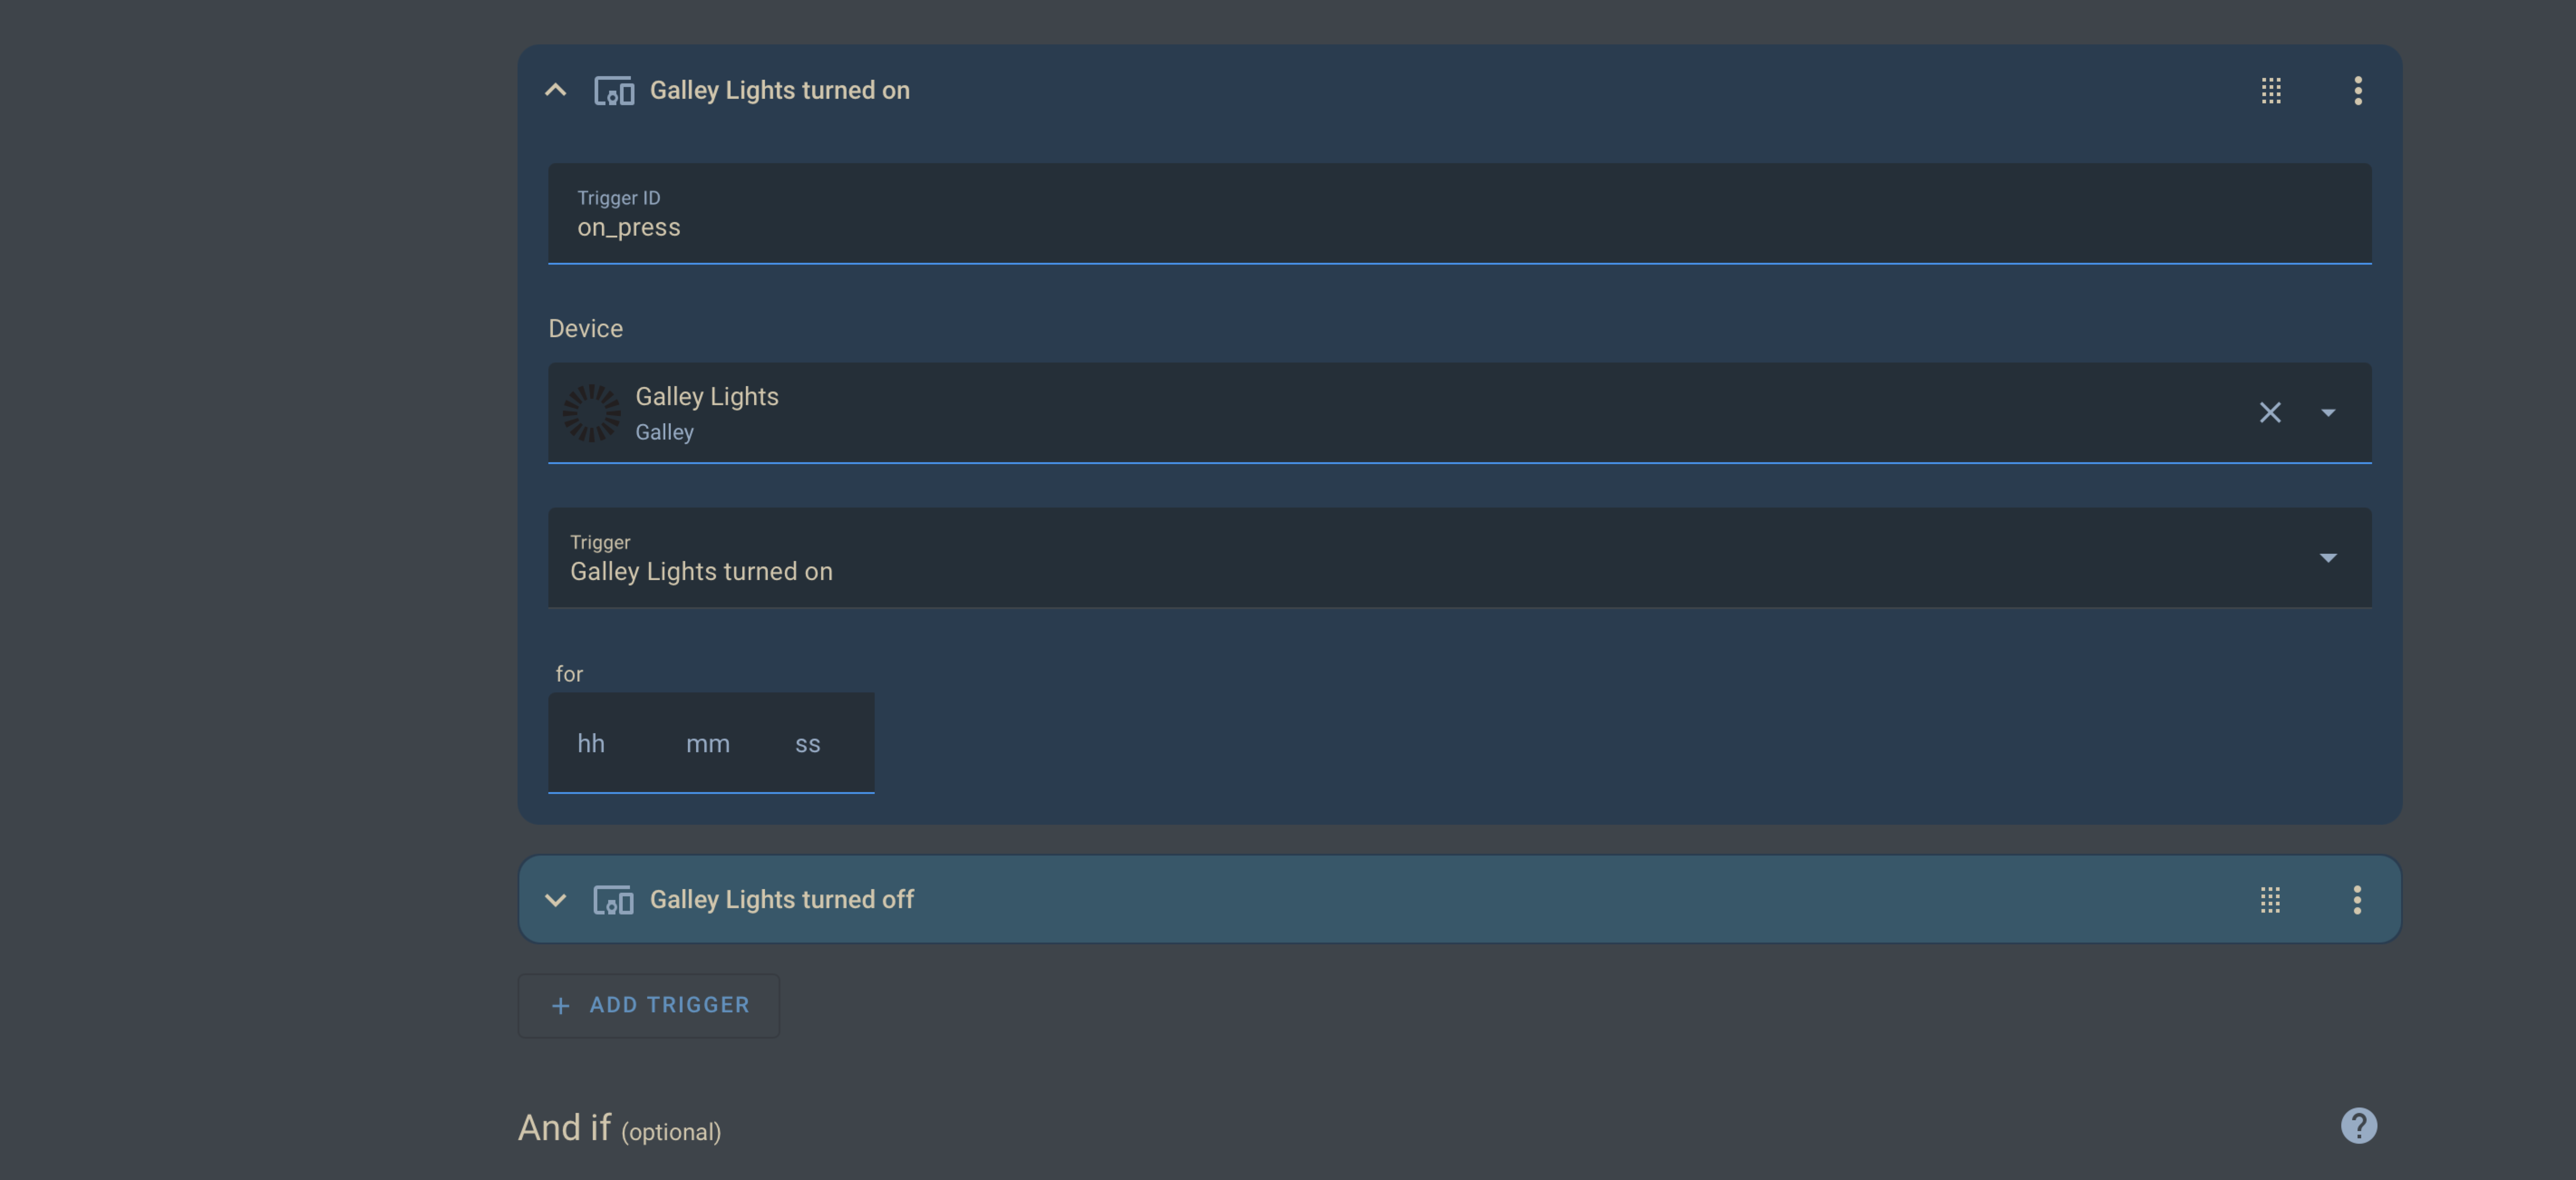 Galley Lights turned on
Trigger ID
on_press
Device
Galley Lights
Galley
Trigger
Galley Lights turned on
for
hh mm ss
Galley Lights turned off
+ ADD TRIGGER
And if (optional)
?